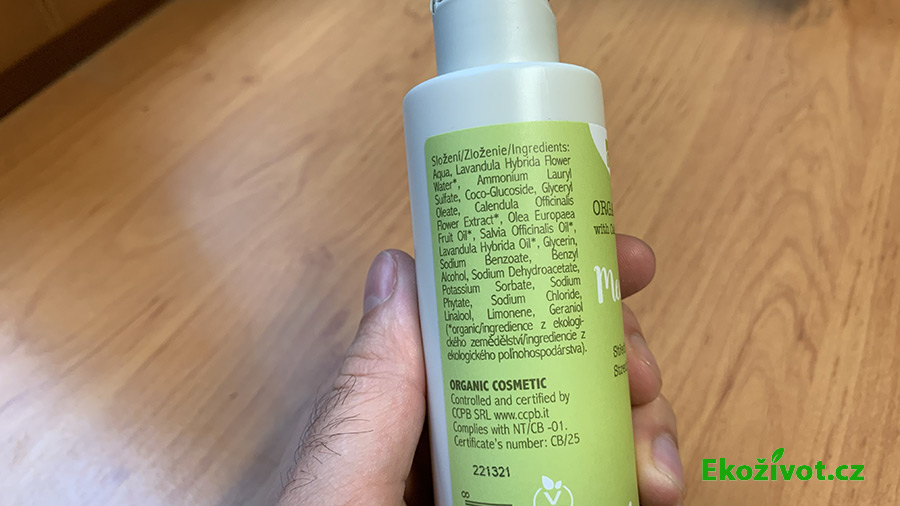 Složení/Zloženie/Ingredients:
Aqua, Lavandula Hybrida Flower
Water*, Ammonium Lauryl
Sulfate, Coco-Glucoside, Glyceryl
Oleate, Calendula Officinalis
Flower Extract*, Olea Europaea
Fruit Oil*, Salvia Officinalis Oil*,
Lavandula Hybrida Oil*, Glycerin,
Sodium Benzoate, Benzyl
Alcohol, Sodium Dehydroacetate,
Potassium Sorbate, Sodium
Phytate, Sodium Chloride,
Linalool, Limonene, Geraniol
(*organic/ingredience z ekologi-
ckého zemědělství/ingrediencie z
ekologického poľnohospodárstva).
ORGANIC COSMETIC
Controlled and certified by
CCPB SRL www.ccpb.it
Complies with NT/CB -01.
Certificate's number: CB/25
221321
with
Ekoživot.cz